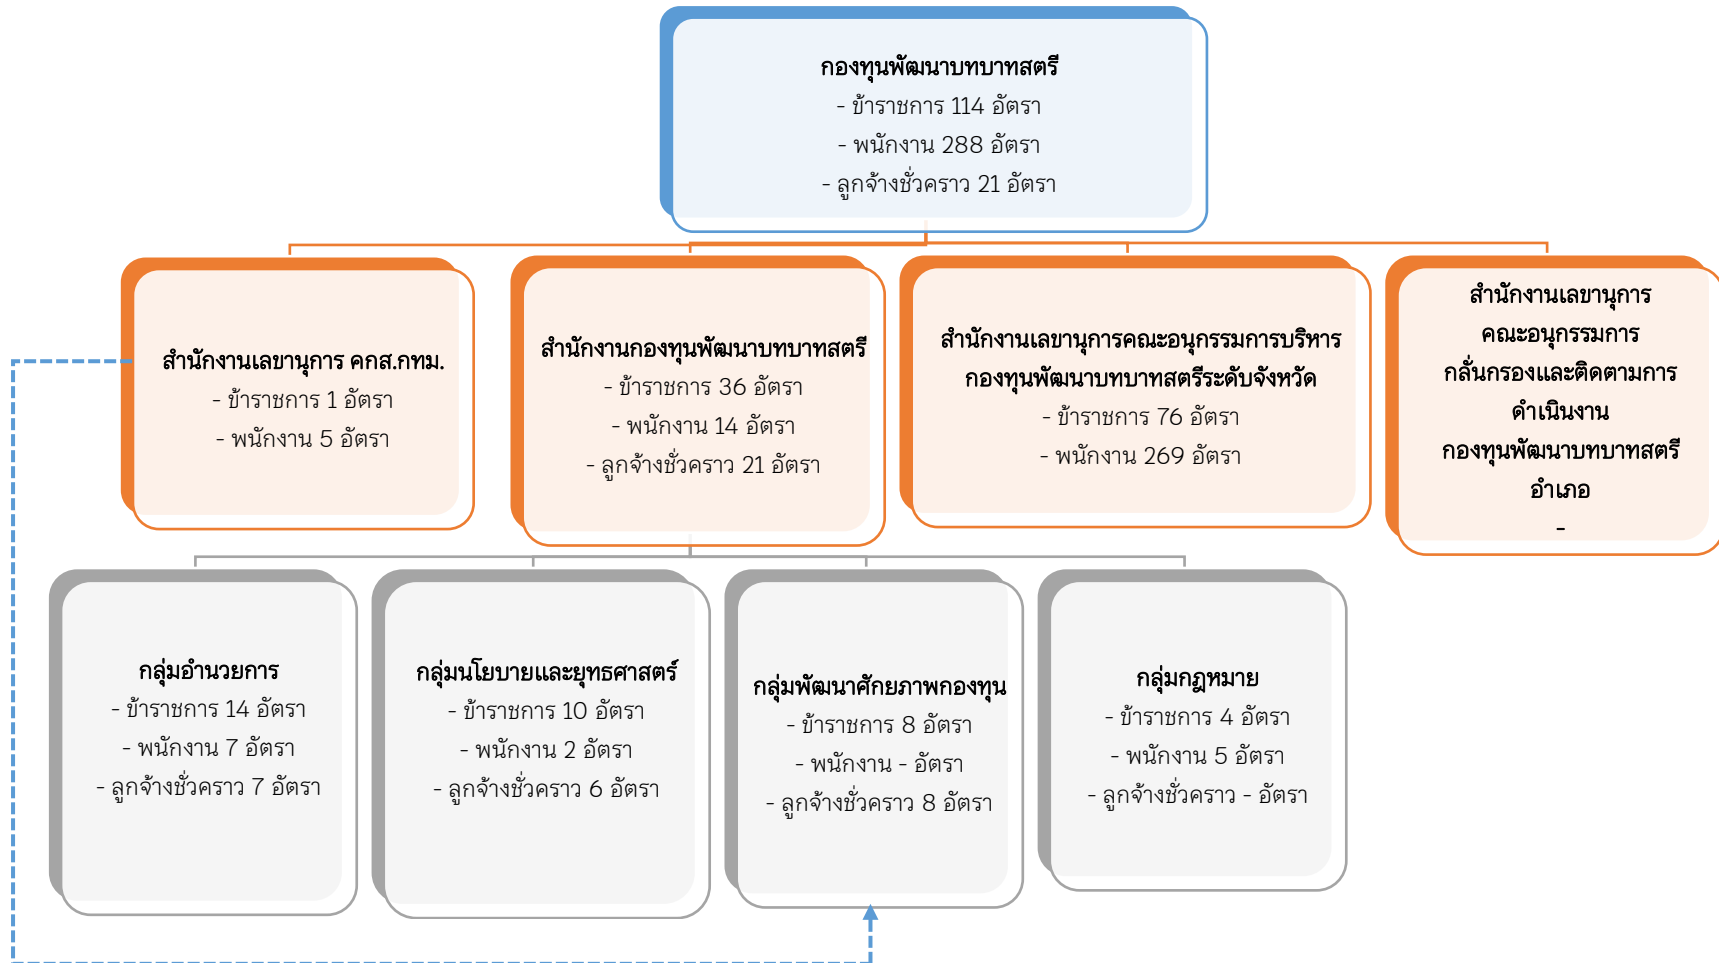 กองทุนพัฒนาบทบาทสตรี
- ข้าราชการ 114 อัตรา
- พนักงาน 288 อัตรา
- ลูกจ้างชั่วคราว 21 อัตรา
สำนักงานเลขานุการ คกส.กทม.
- ข้าราชการ 1 อัตรา
- พนักงาน 5 อัตรา
สำนักงานกองทุนพัฒนาบทบาทสตรี
- ข้าราชการ 36 อัตรา
- พนักงาน 14 อัตรา
- ลูกจ้างชั่วคราว 21 อัตรา
สำนักงานเลขานุการคณะอนุกรรมการบริหาร
กองทุนพัฒนาบทบาทสตรีระดับจังหวัด
- ข้าราชการ 76 อัตรา
- พนักงาน 269 อัตรา
สำนักงานเลขานุการ
คณะอนุกรรมการ
กลั่นกรองและติดตามการ
ดำเนินงาน
กองทุนพัฒนาบทบาทสตรี
อำเภอ
-
กลุ่มอำนวยการ
- ข้าราชการ 14 อัตรา
- พนักงาน 7 อัตรา
- ลูกจ้างชั่วคราว 7 อัตรา
กลุ่มนโยบายและยุทธศาสตร์
- ข้าราชการ 10 อัตรา
- พนักงาน 2 อัตรา
- ลูกจ้างชั่วคราว 6 อัตรา
กลุ่มพัฒนาศักยภาพกองทุน
- ข้าราชการ 8 อัตรา
- พนักงาน - อัตรา
- ลูกจ้างชั่วคราว 8 อัตรา
กลุ่มกฎหมาย
- ข้าราชการ 4 อัตรา
- พนักงาน 5 อัตรา
- ลูกจ้างชั่วคราว - อัตรา